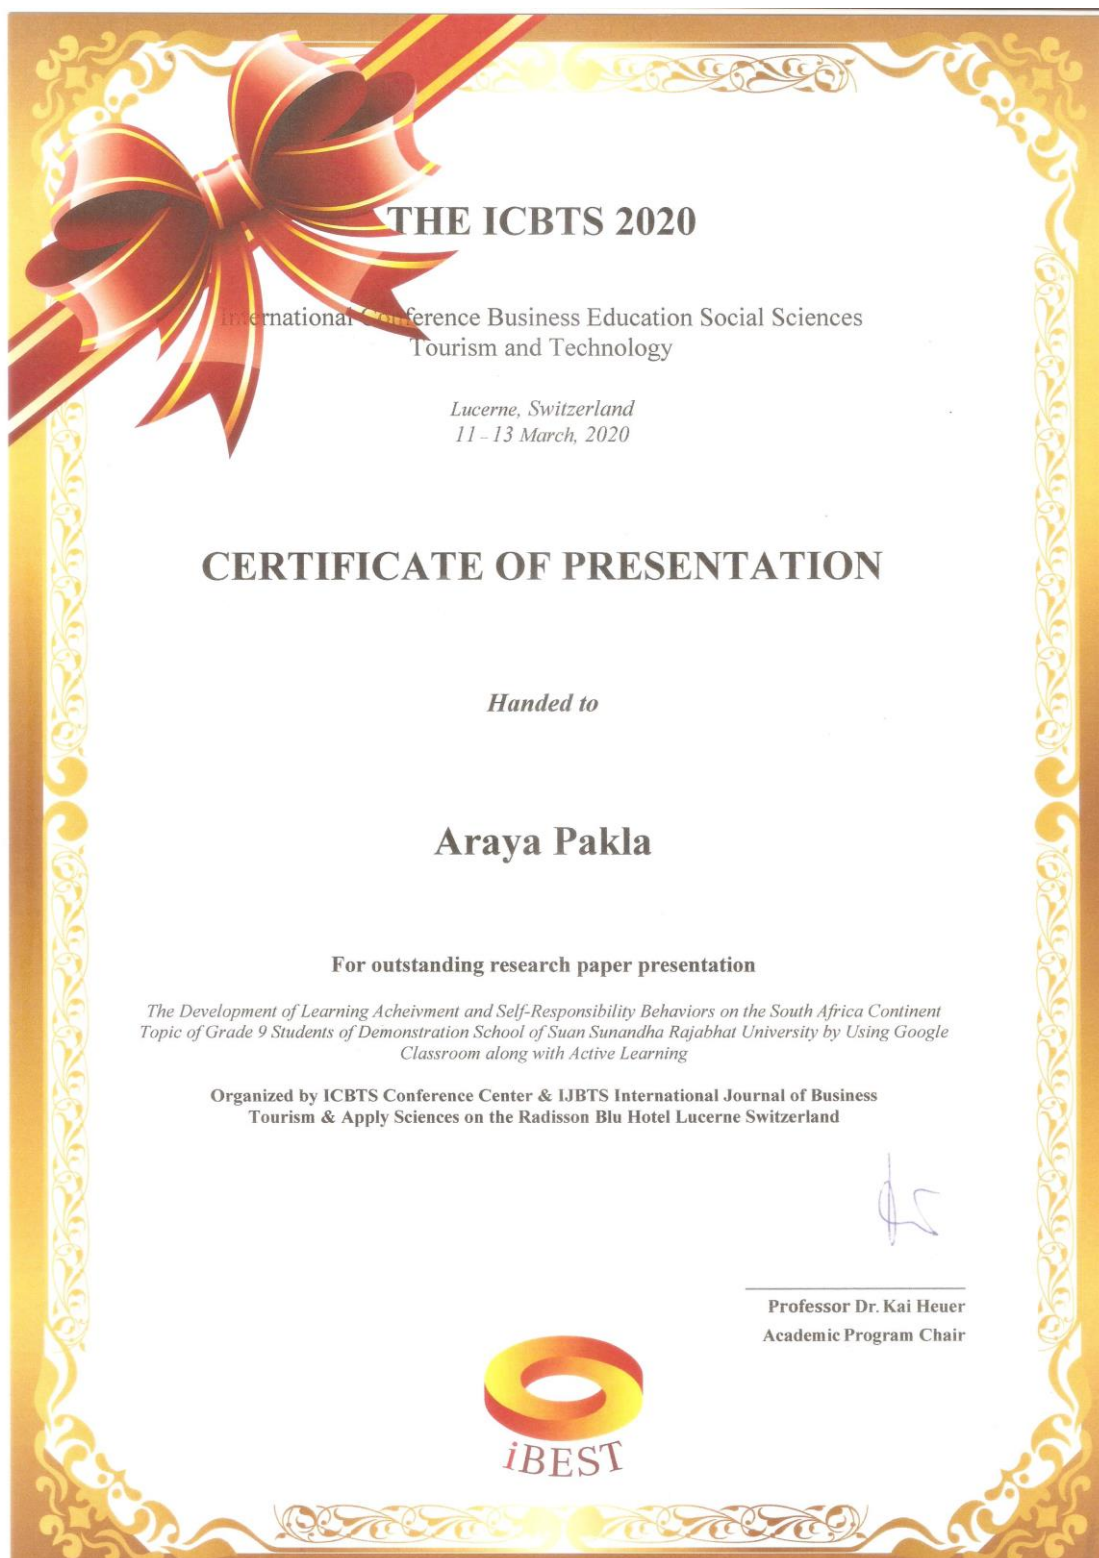 THE ICBTS 2020
International Conference Business Education Social Sciences
Tourism and Technology
Lucerne, Switzerland
11 - 13 March, 2020
CERTIFICATE OF PRESENTATION
Handed to
Araya Pakla
For outstanding research paper presentation
The Development of Learning Acheivment and Self-Responsibility Behaviors on the South Africa Continent
Topic of Grade 9 Students of Demonstration School of Suan Sunandha Rajabhat University by Using Google
Classroom along with Active Learning
Organized by ICBTS Conference Center & IJBTS International Journal of Business
Tourism & Apply Sciences on the Radisson Blu Hotel Lucerne Switzerland
Professor Dr. Kai Heuer
Academic Program Chair
iBEST